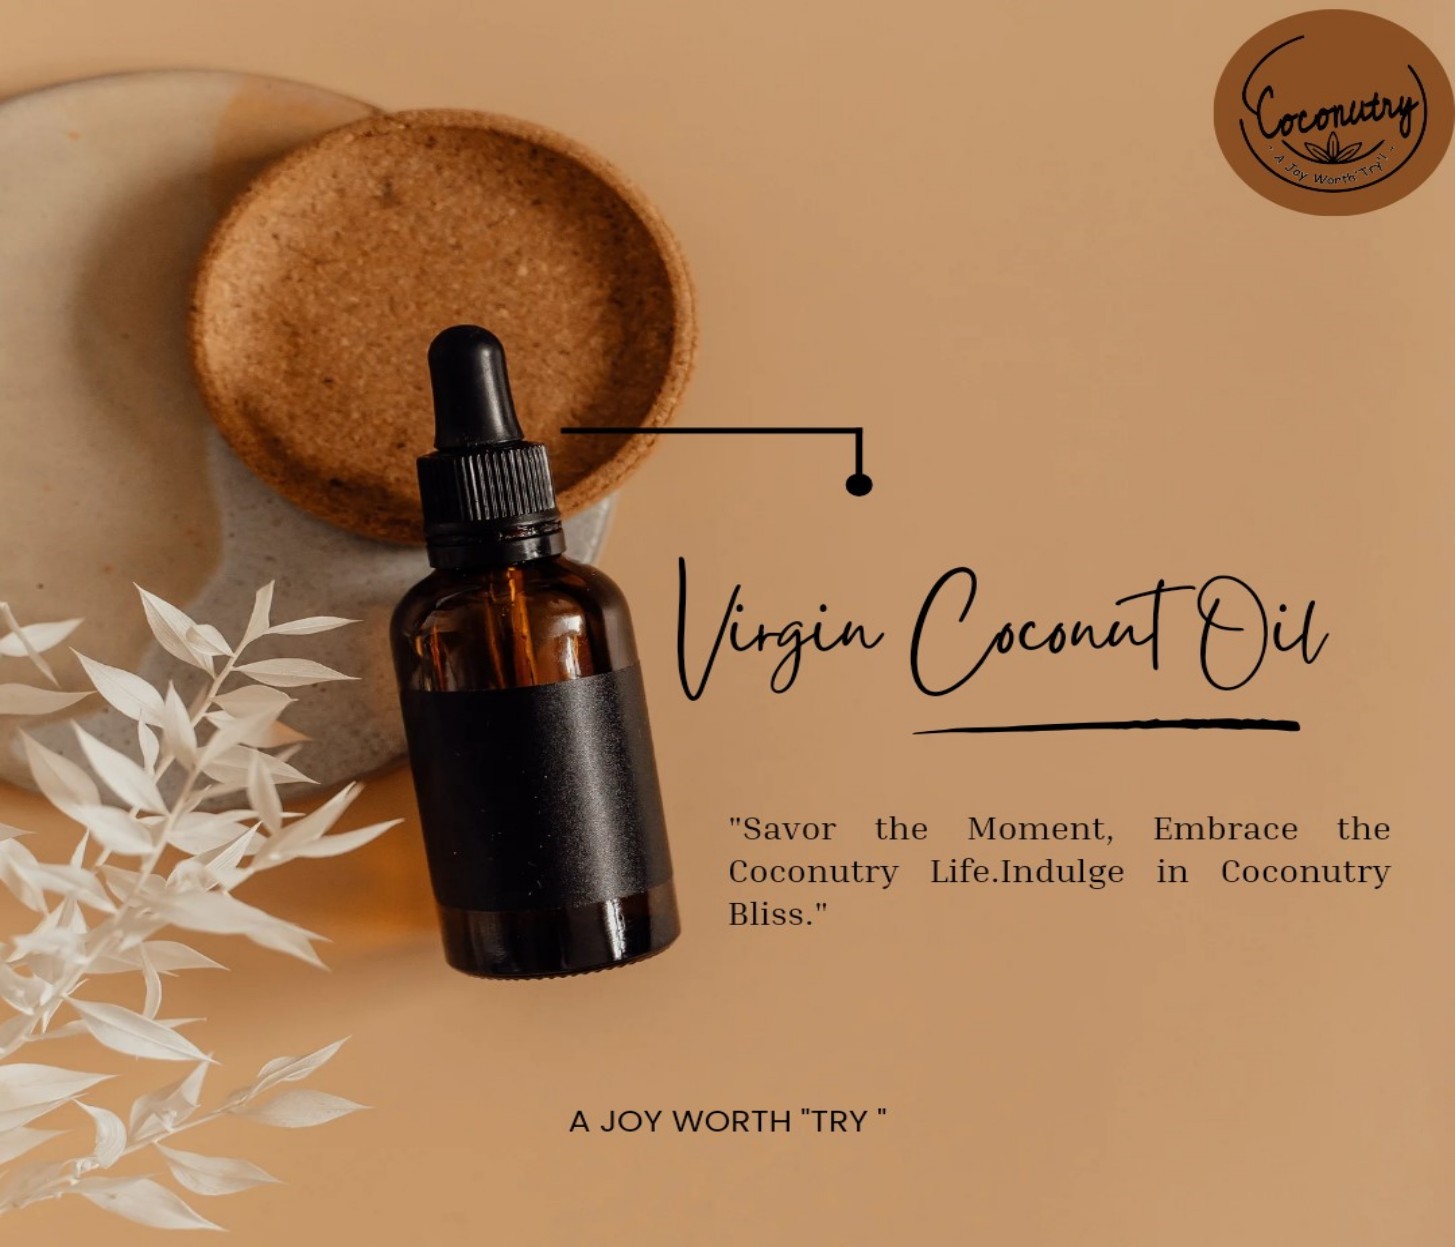 Coconutry
A Joy Worth"Try"!
Virgin Coconut Oil
"Savor the Moment, Embrace the
Coconutry Life.Indulge in Coconutry
Bliss."
A JOY WORTH "TRY "